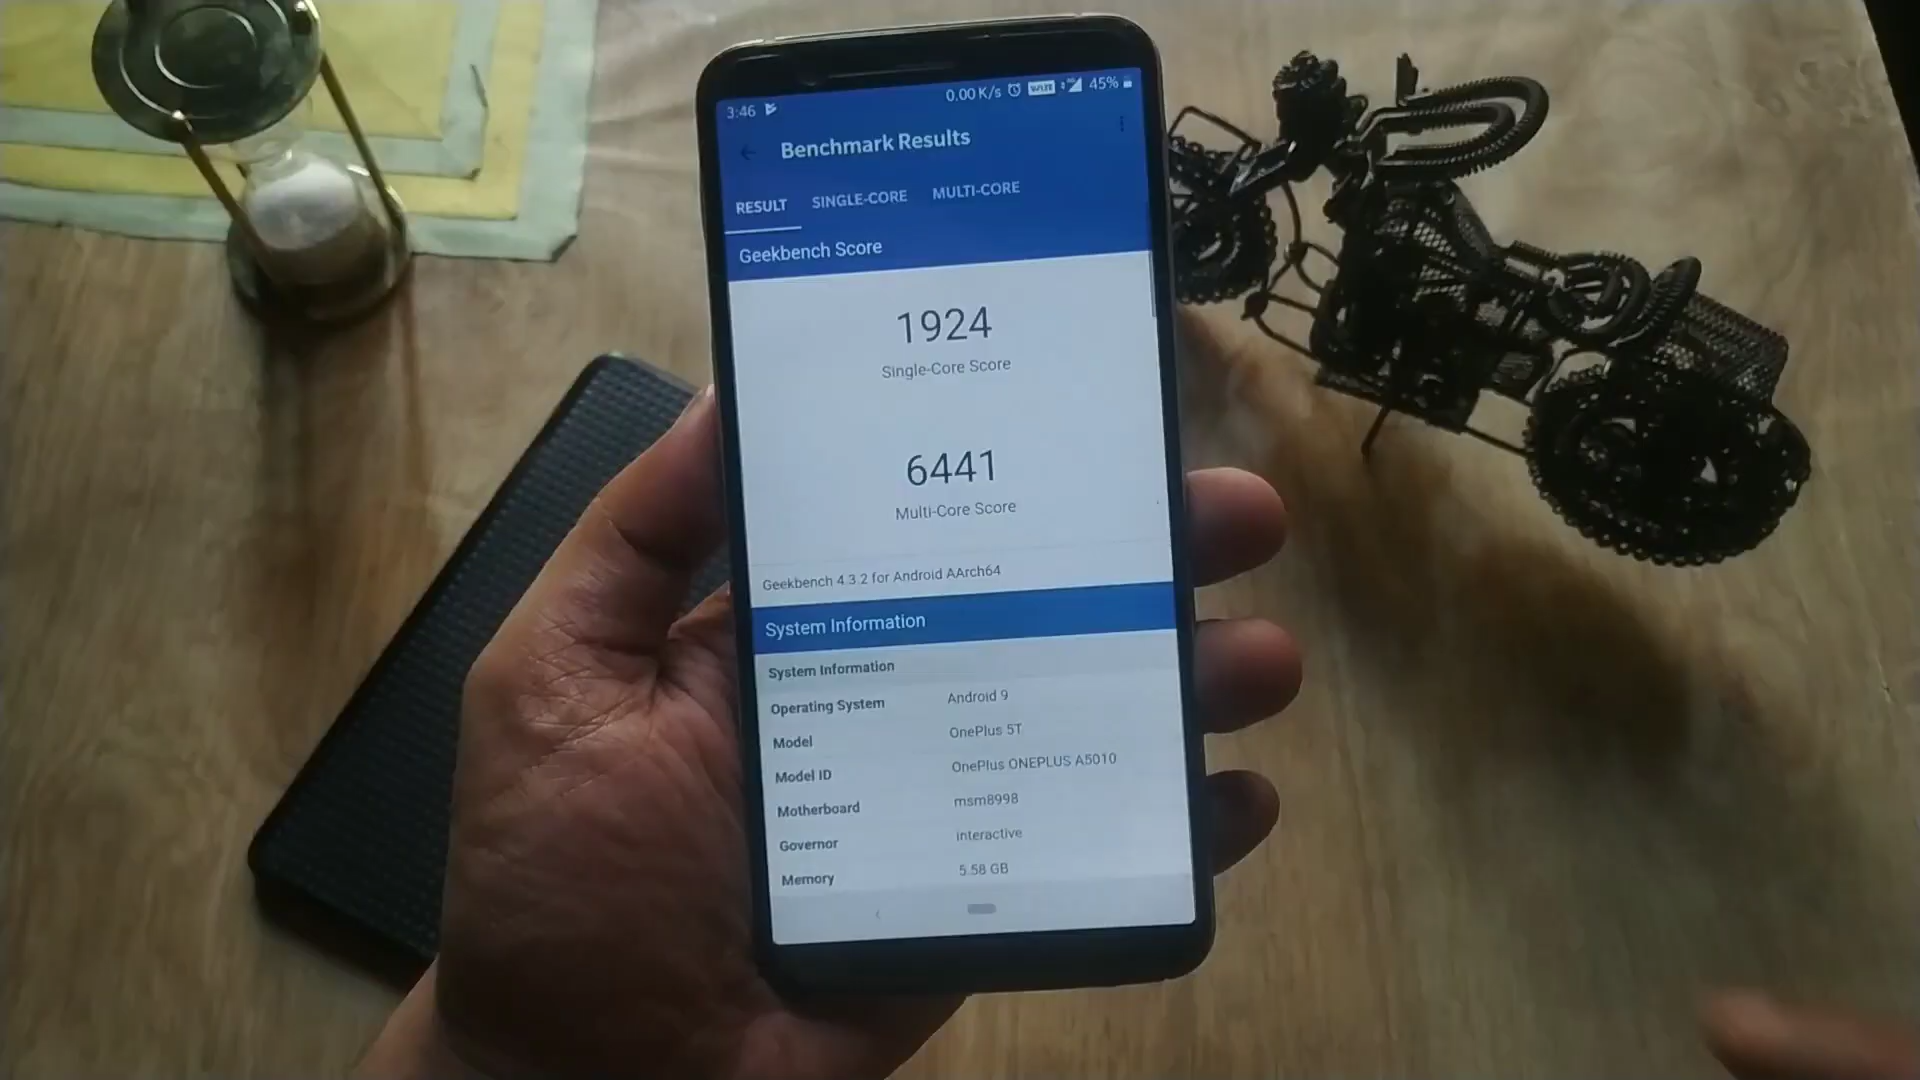 3:46 0.00 K/s VoLTE 45%
Benchmark Results
RESULT SINGLE-CORE MULTI-CORE
Geekbench Score
1924
Single-Core Score
6441
Multi-Core Score
Geekbench 4.3.2 for Android AArch64
System Information
System Information
Operating System Android 9
Model OnePlus 5T
Model ID OnePlus ONEPLUS A5010
Motherboard msm8998
Governor interactive
Memory 5.58 GB